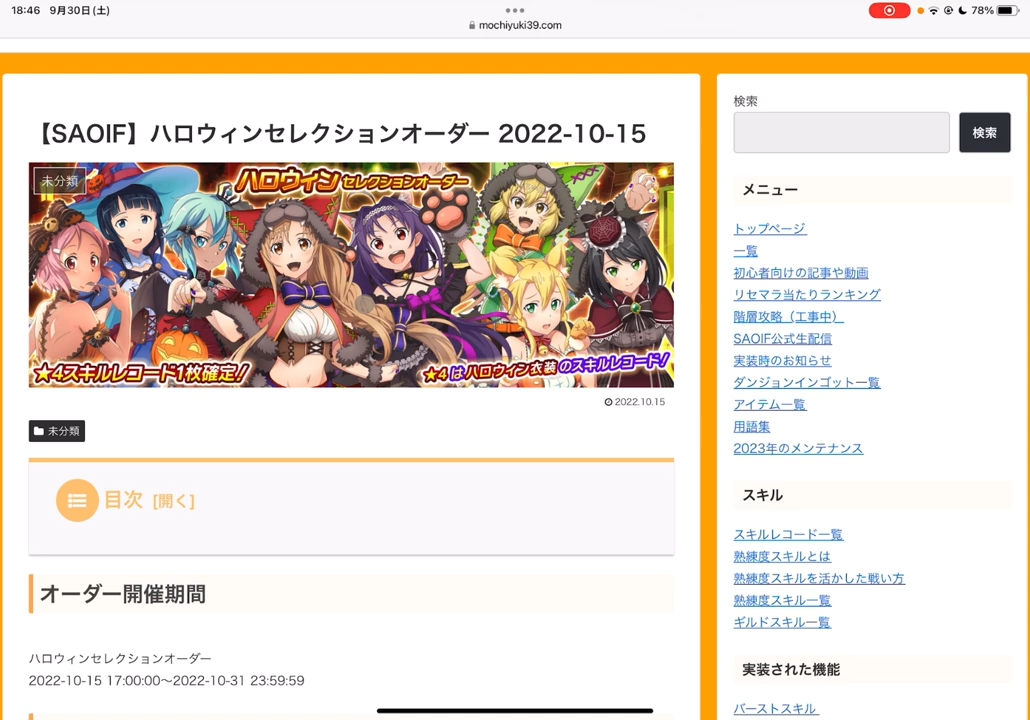 18:46 9月30日(土)
78%
mochiyuki39.com
【SAOIF】ハロウィンセレクションオーダー 2022-10-15
未分類
ハロウィンセレクションオーダー
★4スキルレコード1枚確定!
★4はハロウィン衣装のスキルレコード!
2022.10.15
未分類
目次 [開く]
オーダー開催期間
ハロウィンセレクションオーダー
2022-10-15 17:00:00〜2022-10-31 23:59:59
検索
検索
メニュー
トップページ
一覧
初心者向けの記事や動画
リセマラ当たりランキング
階層攻略（工事中）
SAOIF公式生配信
実装時のお知らせ
ダンジョンインゴット一覧
アイテム一覧
用語集
2023年のメンテナンス
スキル
スキルレコード一覧
熟練度スキルとは
熟練度スキルを活かした戦い方
熟練度スキル一覧
ギルドスキル一覧
実装された機能
バーストスキル